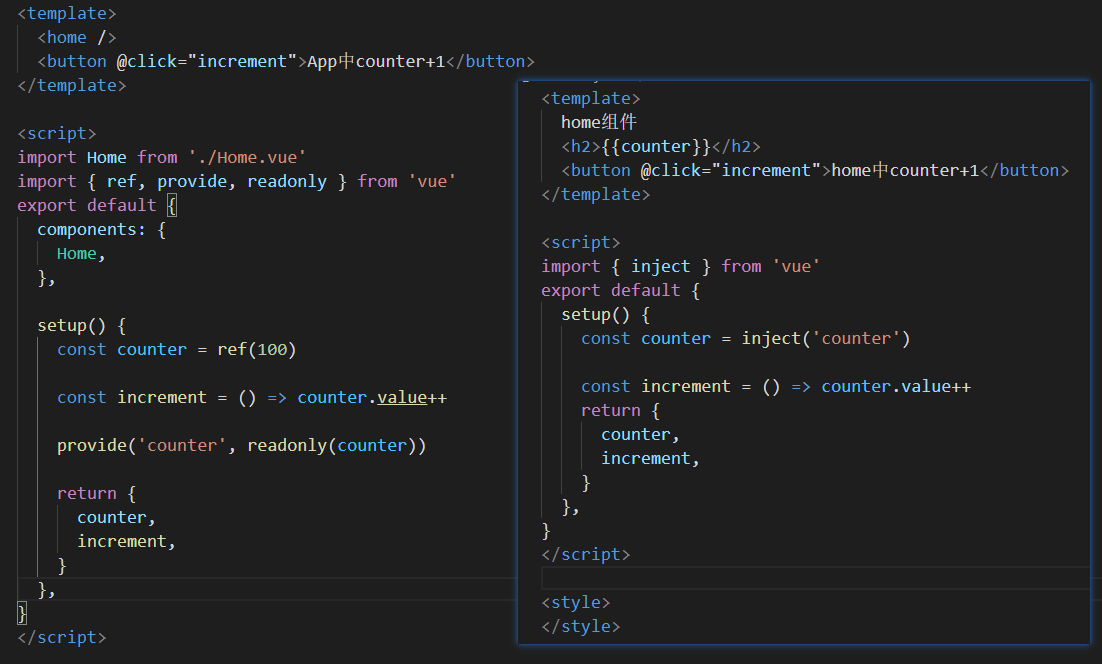 <template>
  <home />
  <button @click="increment">App中counter+1</button>
</template>

<script>
import Home from './Home.vue'
import { ref, provide, readonly } from 'vue'
export default {
  components: {
    Home,
  },

  setup() {
    const counter = ref(100)

    const increment = () => counter.value++

    provide('counter', readonly(counter))

    return {
      counter,
      increment,
    }
  },
}
</script>
<template>
  home组件
  <h2>{{counter}}</h2>
  <button @click="increment">home中counter+1</button>
</template>

<script>
import { inject } from 'vue'
export default {
  setup() {
    const counter = inject('counter')

    const increment = () => counter.value++
    return {
      counter,
      increment,
    }
  },
}
</script>

<style>
</style>